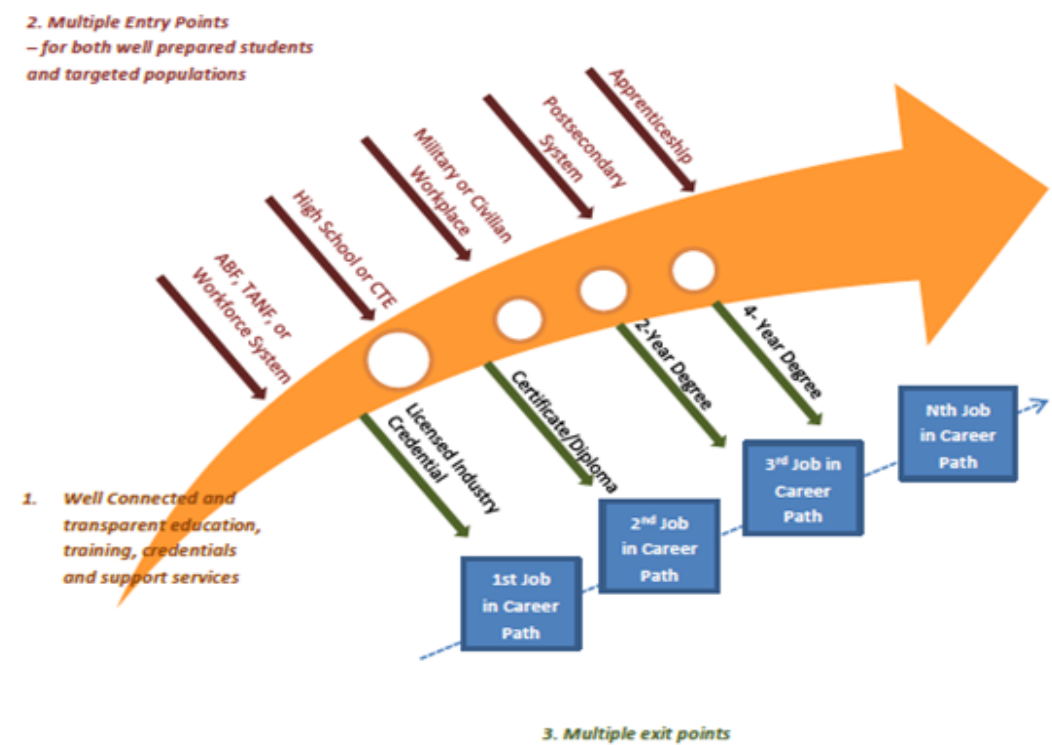 2. Multiple Entry Points
– for both well prepared students
and targeted populations
Apprenticeship
Postsecondary
System
Military or Civilian
Workplace
High School or CTE
ABF, TANF, or
Workforce System
4- Year Degree
2-Year Degree
Certificate/Diploma
Licensed Industry
Credential
1. Well Connected and
transparent education,
training, credentials
and support services
1st Job
in Career
Path
2nd Job
in Career
Path
3rd Job in
Career
Path
Nth Job
in Career
Path
3. Multiple exit points